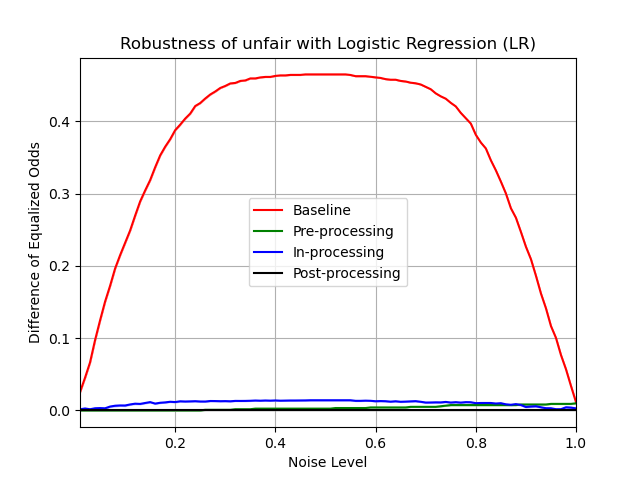 Robustness of unfair with Logistic Regression (LR)
Difference of Equalized Odds
0.4
0.3
0.2
0.1
0.0
Baseline
Pre-processing
In-processing
Post-processing
0.2 0.4 0.6 0.8 1.0
Noise Level